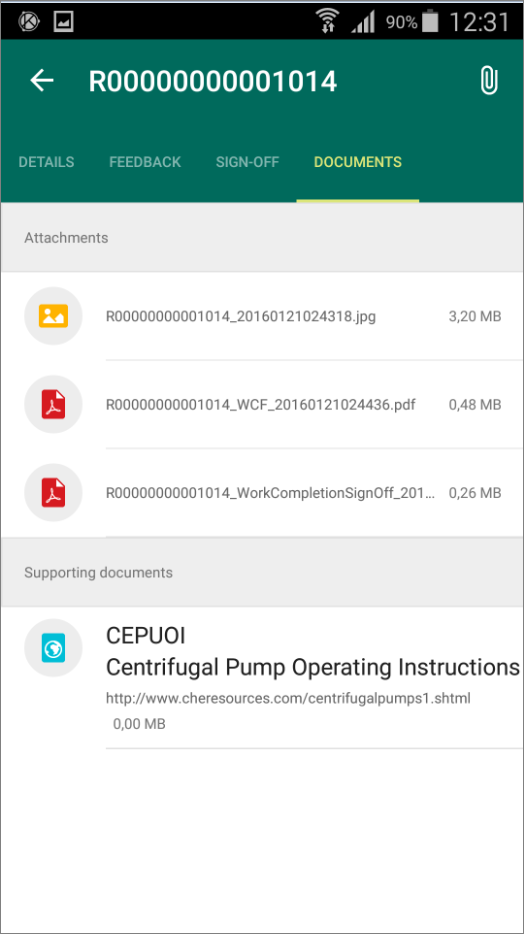 90% 12:31
R00000000001014
DETAILS FEEDBACK SIGN-OFF DOCUMENTS
Attachments
R00000000001014_20160121024318.jpg 3,20 MB
R00000000001014_WCF_20160121024436.pdf 0,48 MB
R00000000001014_WorkCompletionSignOff_201... 0,26 MB
Supporting documents
CEPUOI
Centrifugal Pump Operating Instructions
http://www.cheresources.com/centrifugalpumps1.shtml
0,00 MB